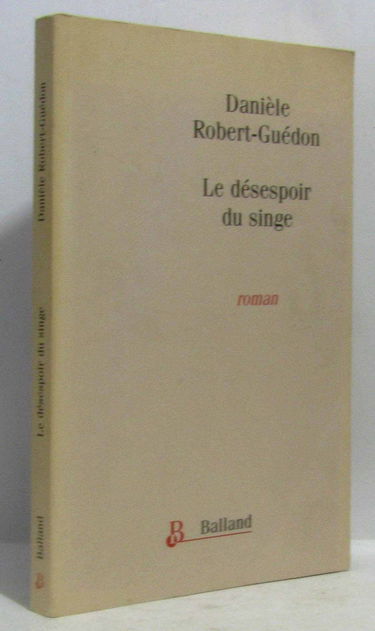 Danièle
Robert-Guédon
Le désespoir
du singe
roman
B Balland
Danièle Robert-Guédon
Le désespoir du singe
Balland
B